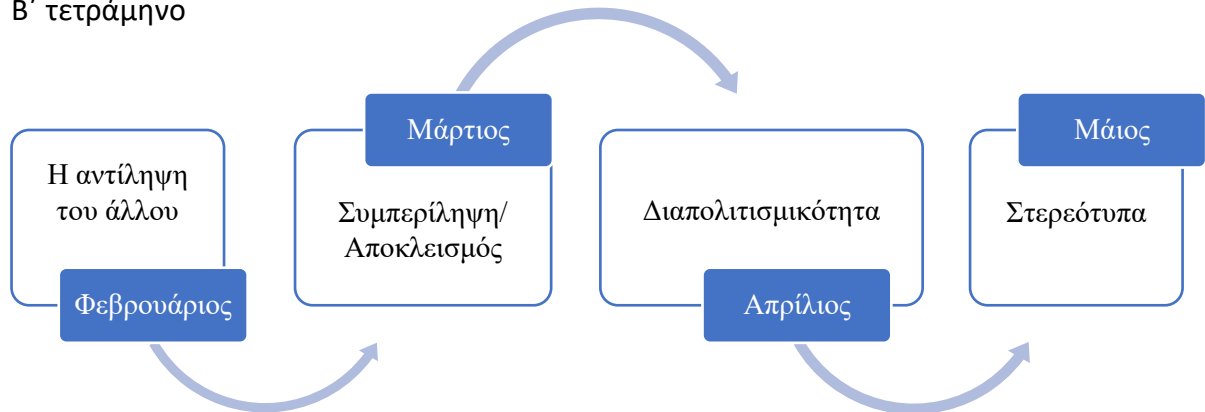 Β΄ τετράμηνο
Η αντίληψη
του άλλου
Φεβρουάριος
Μάρτιος
Συμπερίληψη/
Αποκλεισμός
Διαπολιτισμικότητα
Απρίλιος
Μάιος
Στερεότυπα